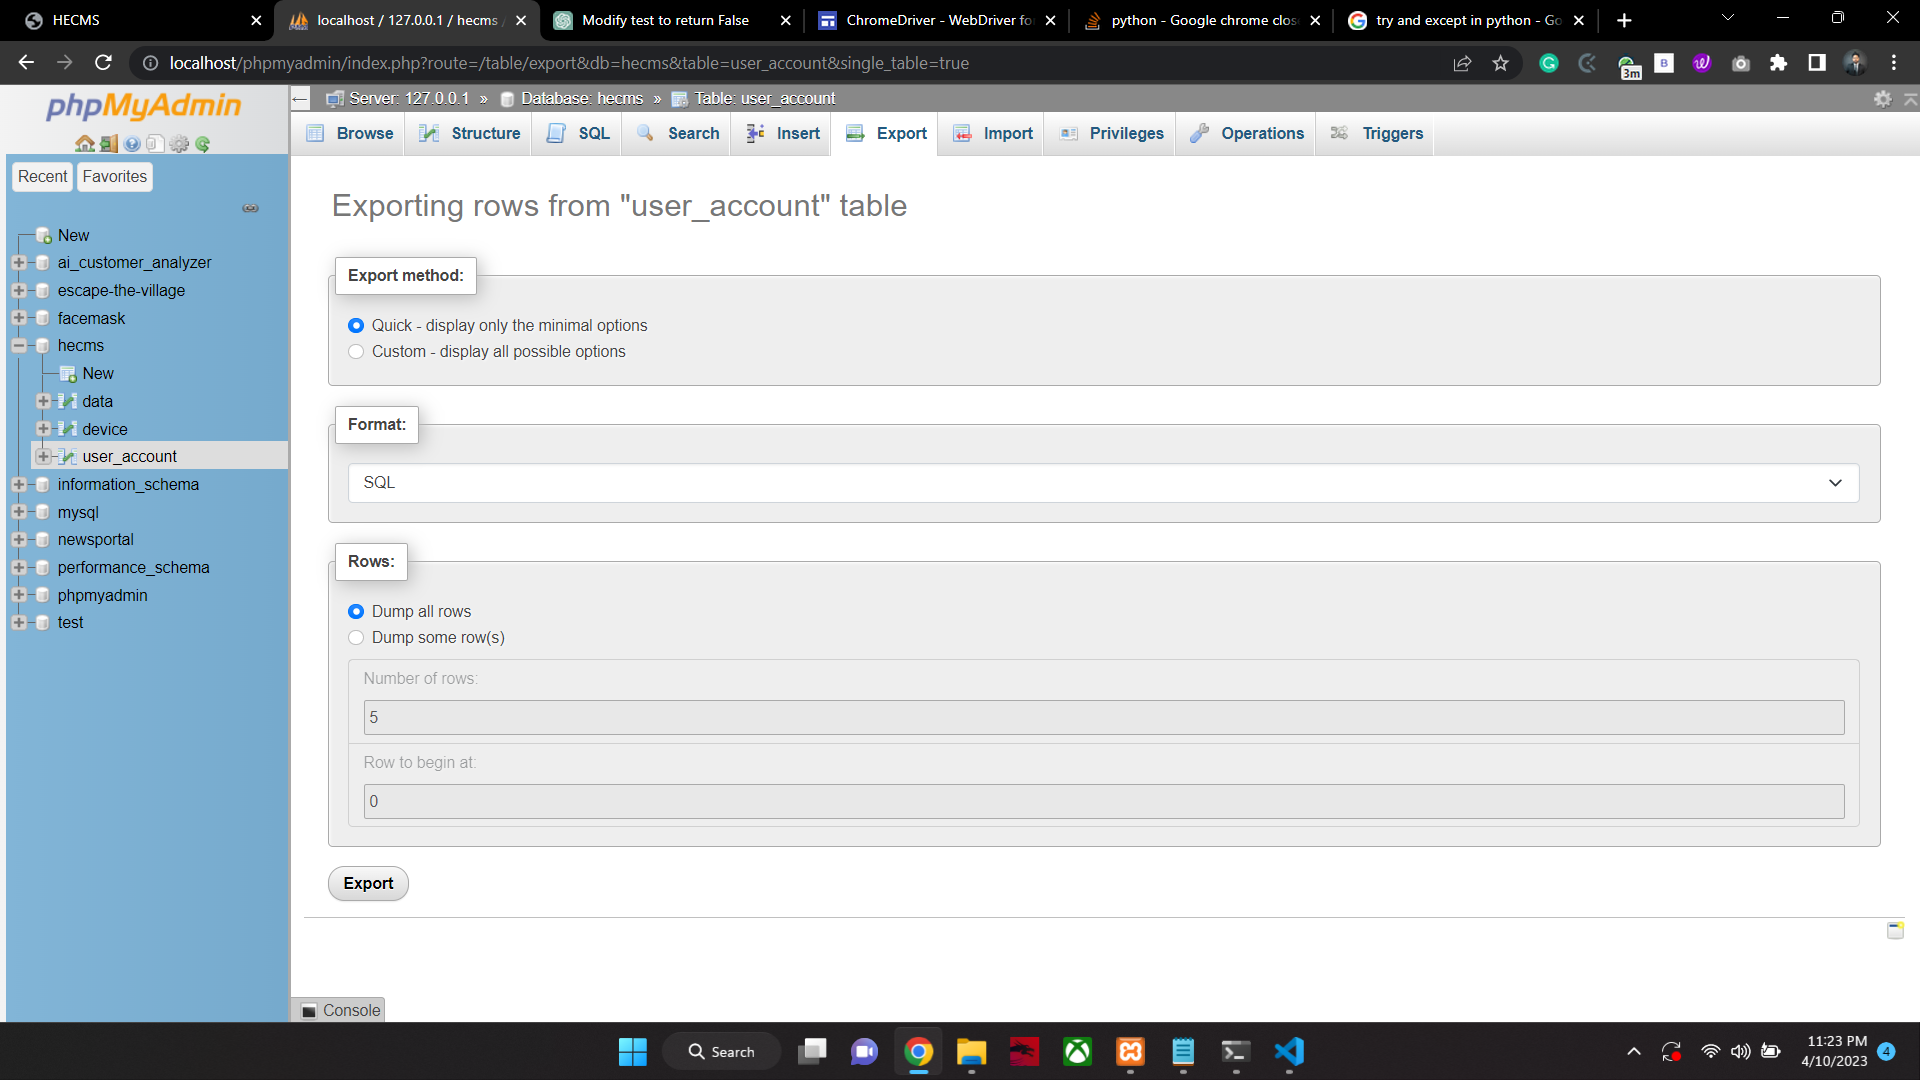 HECMS
localhost / 127.0.0.1 / hecms
Modify test to return False
ChromeDriver - WebDriver fo
python - Google chrome clos
try and except in python - Go
localhost/phpmyadmin/index.php?route=/table/export&db=hecms&table=user_account&single_table=true
3m
B
phpMyAdmin
Server: 127.0.0.1 » Database: hecms » Table: user_account
Browse Structure SQL Search Insert Export Import Privileges Operations Triggers
Recent Favorites
New
ai_customer_analyzer
escape-the-village
facemask
hecms
New
data
device
user_account
information_schema
mysql
newsportal
performance_schema
phpmyadmin
test
Exporting rows from "user_account" table
Export method:
Quick - display only the minimal options
Custom - display all possible options
Format:
SQL
Rows:
Dump all rows
Dump some row(s)
Number of rows:
5
Row to begin at:
0
Export
Console
Search
11:23 PM
4/10/2023
4